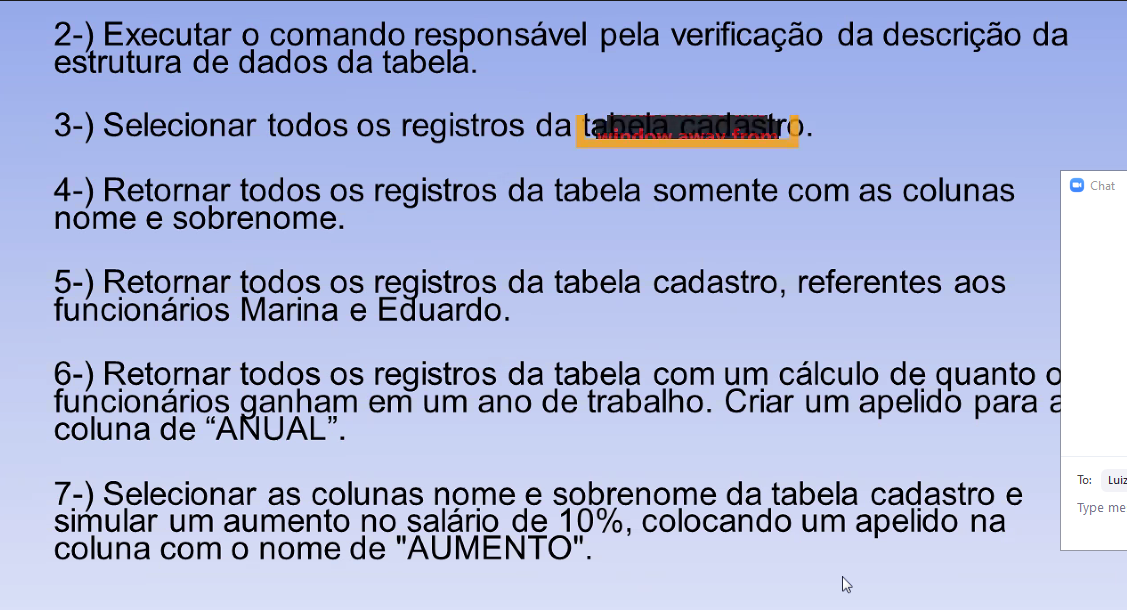 2-) Executar o comando responsável pela verificação da descrição da
estrutura de dados da tabela.
3-) Selecionar todos os registros da tabela cadastro.
window away from
4-) Retornar todos os registros da tabela somente com as colunas
nome e sobrenome.
5-) Retornar todos os registros da tabela cadastro, referentes aos
funcionários Marina e Eduardo.
6-) Retornar todos os registros da tabela com um cálculo de quanto o
funcionários ganham em um ano de trabalho. Criar um apelido para a
coluna de “ANUAL”.
7-) Selecionar as colunas nome e sobrenome da tabela cadastro e
simular um aumento no salário de 10%, colocando um apelido na
coluna com o nome de "AUMENTO".
Chat
To: Luiz
Type me